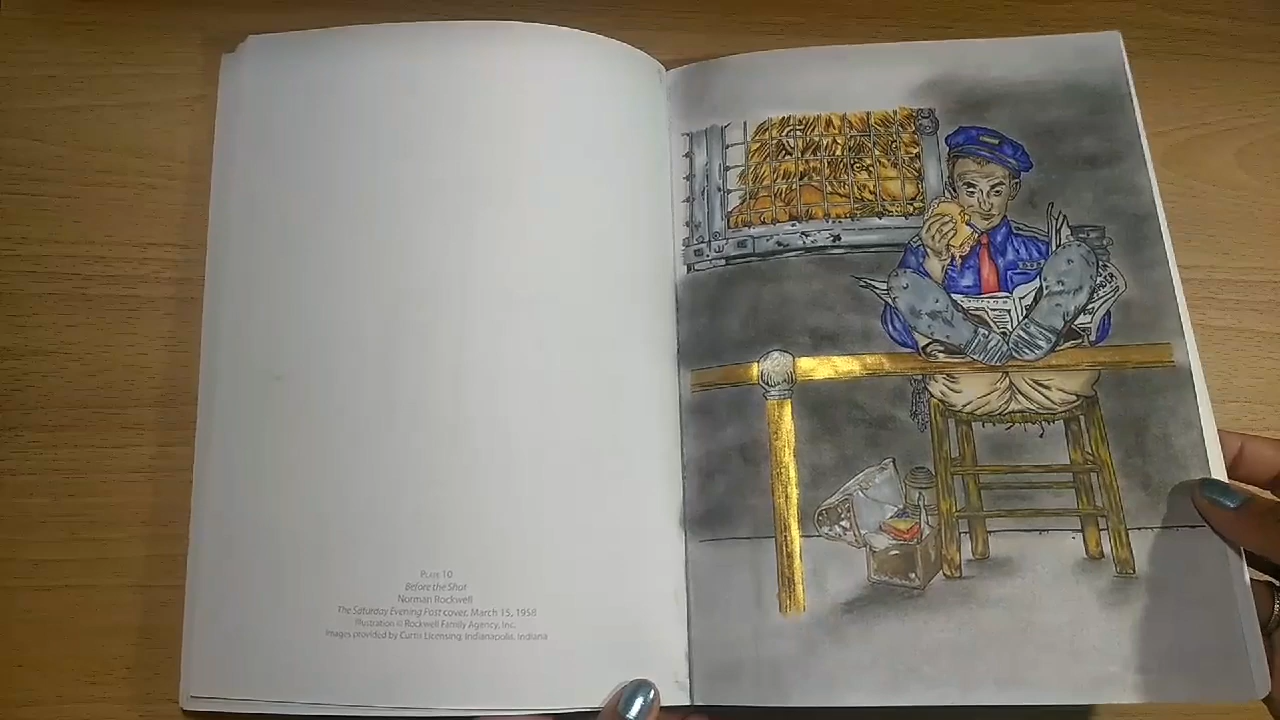 PLATE 10
Before the Shot
Norman Rockwell
The Saturday Evening Post cover, March 15, 1958
Illustration © Rockwell Family Agency, Inc.
Images provided by Curtis Licensing, Indianapolis, Indiana